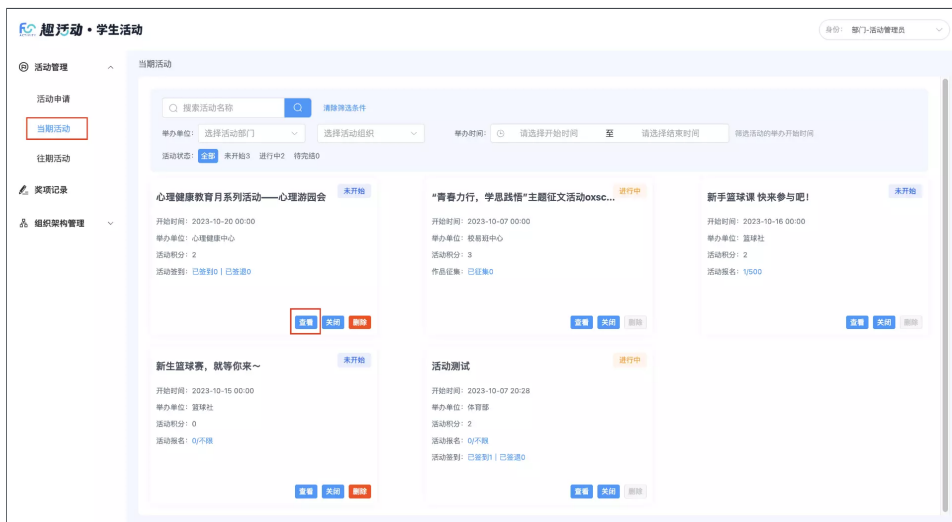 趣活动·学生活动
身份: 部门-活动管理员
活动管理
活动申请
当期活动
往期活动
奖项记录
组织架构管理
当期活动
搜索活动名称 清除筛选条件
举办单位: 选择活动部门 选择活动组织 举办时间: 请选择开始时间 至 请选择结束时间 筛选活动的举办开始时间
活动状态: 全部 未开始3 进行中2 待完结0
心理健康教育月系列活动——心理游园会 未开始
开始时间: 2023-10-20 00:00
举办单位: 心理健康中心
活动积分: 2
活动签到: 已签到0 | 已签退0
查看 关闭 删除
“青春力行，学思践悟”主题征文活动oxsc... 进行中
开始时间: 2023-10-07 00:00
举办单位: 校易班中心
活动积分: 3
作品征集: 已征集0
查看 关闭 删除
新手篮球课 快来参与吧! 未开始
开始时间: 2023-10-16 00:00
举办单位: 篮球社
活动积分: 2
活动报名: 1/500
查看 关闭 删除
新生篮球赛，就等你来～ 未开始
开始时间: 2023-10-15 00:00
举办单位: 篮球社
活动积分: 0
活动报名: 0/不限
查看 关闭 删除
活动测试 进行中
开始时间: 2023-10-07 20:28
举办单位: 体育部
活动积分: 2
活动报名: 0/不限
活动签到: 已签到1 | 已签退0
查看 关闭 删除